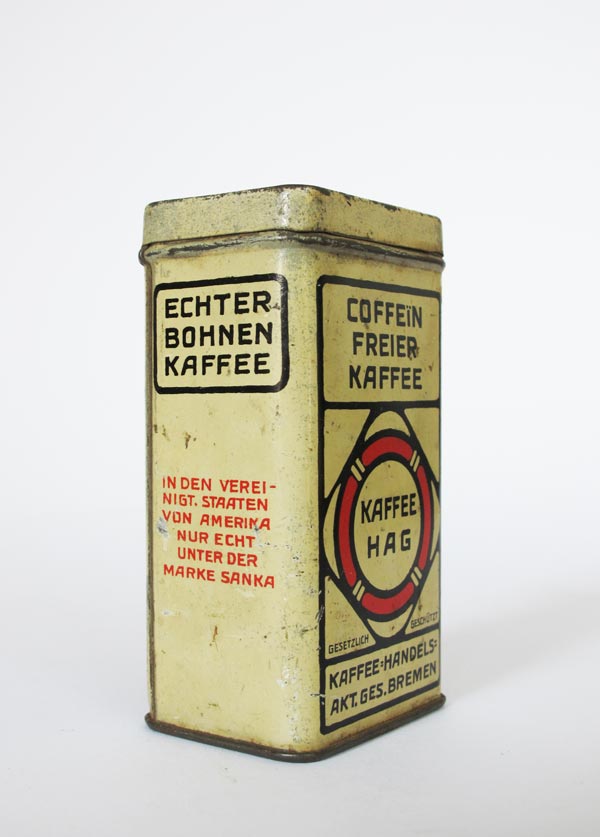 ECHTER
BOHNEN
KAFFEE
IN DEN VEREI-
NIGT. STAATEN
VON AMERIKA
NUR ECHT
UNTER DER
MARKE SANKA
COFFEÏN
FREIER
KAFFEE
KAFFEE
HAG
GESETZLICH GESCHÜTZT
KAFFEE=HANDELS=
AKT.GES.BREMEN